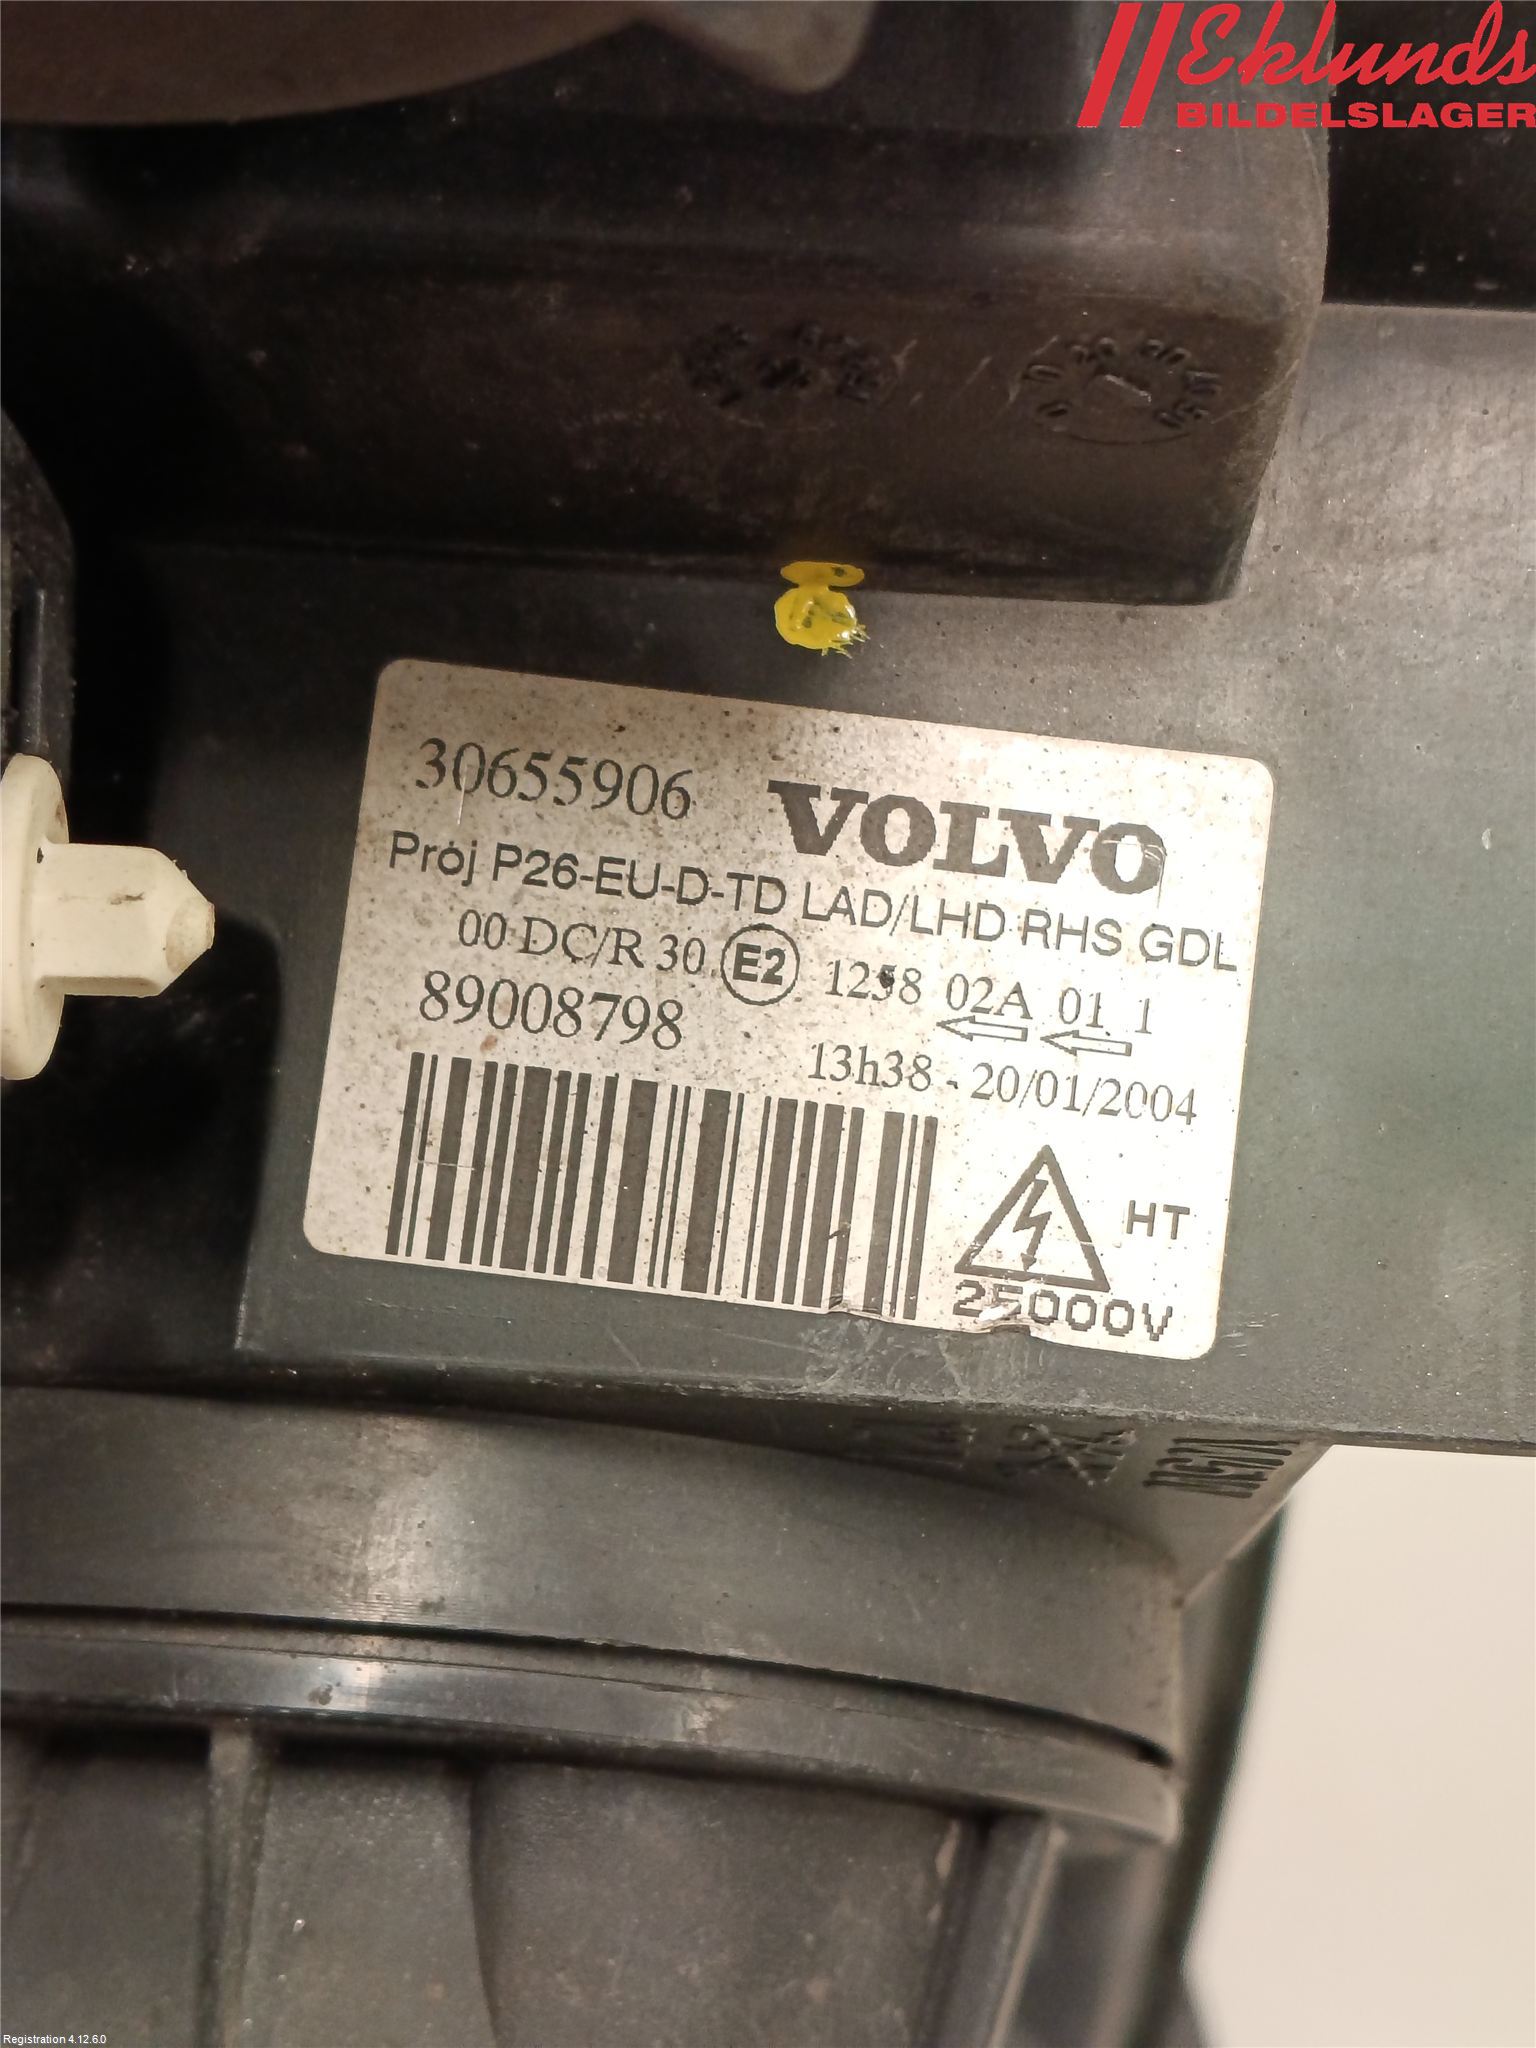 Eklunds
BILDELSLAGER
30655906
VOLVO
Proj P26-EU-D-TD LAD/LHD RHS GDL
00 DC/R 30 E2 1258 02A 01 1
89008798
13h38 - 20/01/2004
HT
25000V
Registration 4.12.6.0